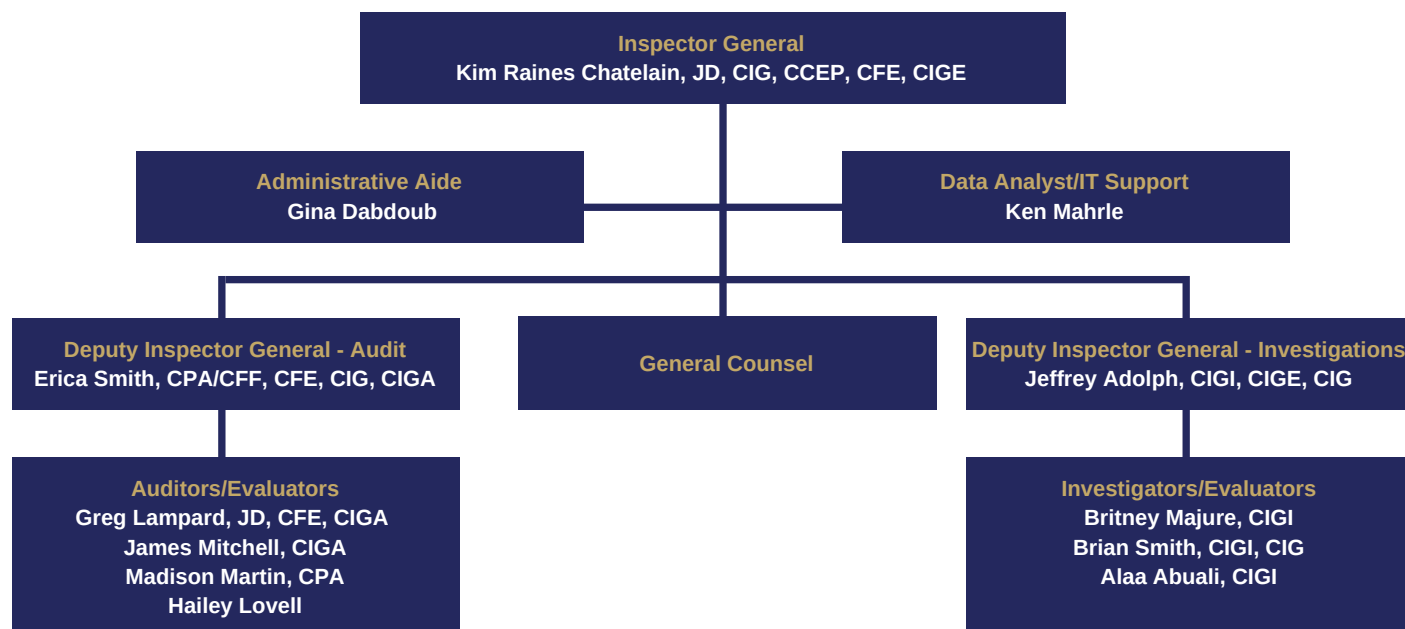 Inspector General
Kim Raines Chatelain, JD, CIG, CCEP, CFE, CIGE
Administrative Aide
Gina Dabdoub
Data Analyst/IT Support
Ken Mahrle
Deputy Inspector General - Audit
Erica Smith, CPA/CFF, CFE, CIG, CIGA
General Counsel
Deputy Inspector General - Investigations
Jeffrey Adolph, CIGI, CIGE, CIG
Auditors/Evaluators
Greg Lampard, JD, CFE, CIGA
James Mitchell, CIGA
Madison Martin, CPA
Hailey Lovell
Investigators/Evaluators
Britney Majure, CIGI
Brian Smith, CIGI, CIG
Alaa Abuali, CIGI